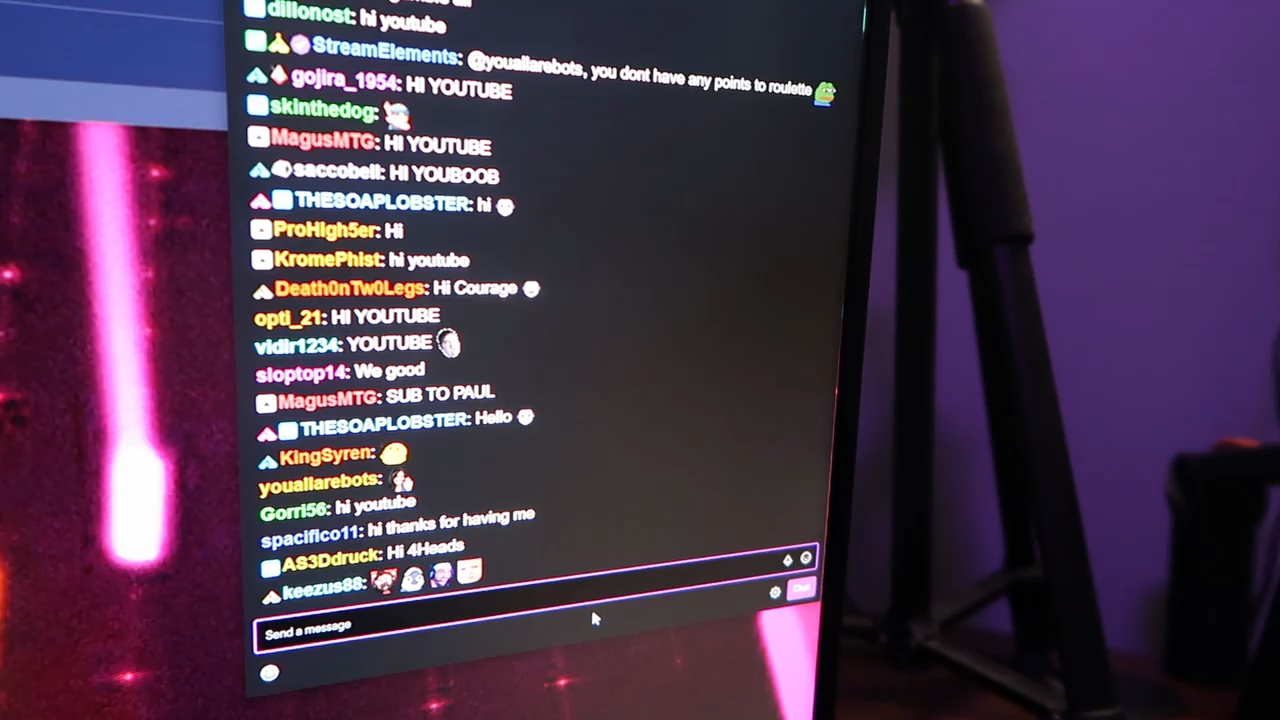 dillonost: hi youtube
StreamElements: @youallarebots, you dont have any points to roulette
gojira_1954: HI YOUTUBE
skinthedog:
MagusMTG: HI YOUTUBE
saccobell: HI YOUBOOB
THESOAPLOBSTER: hi
ProHigh5er: Hi
KromePhist: hi youtube
Death0nTw0Legs: Hi Courage
opti_21: HI YOUTUBE
vidir1234: YOUTUBE
sloptop14: We good
MagusMTG: SUB TO PAUL
THESOAPLOBSTER: Hello
KingSyren:
youallarebots:
Gorri56: hi youtube
spacifico11: hi thanks for having me
AS3Ddruck: Hi 4Heads
keezus88:
Send a message
Chat